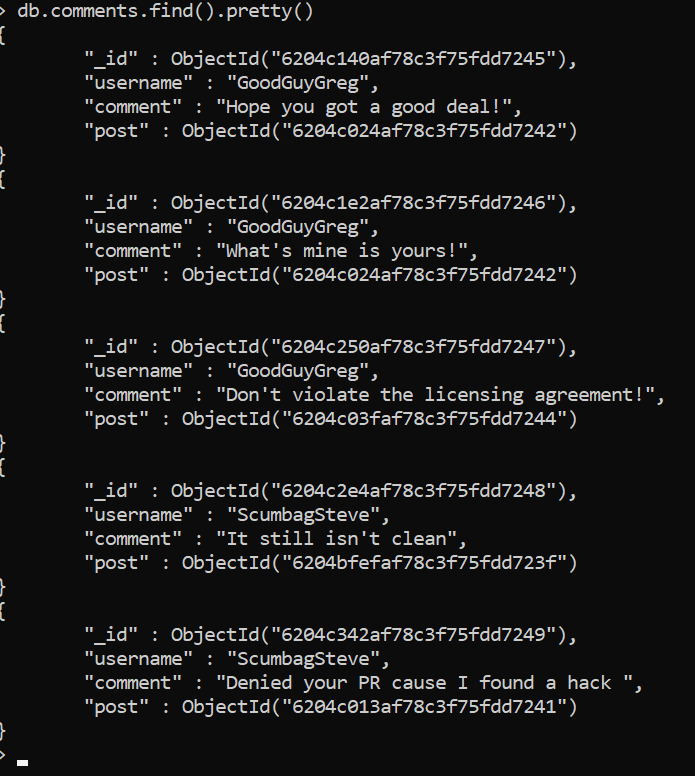 > db.comments.find().pretty()
{
"_id" : ObjectId("6204c140af78c3f75fdd7245"),
"username" : "GoodGuyGreg",
"comment" : "Hope you got a good deal!",
"post" : ObjectId("6204c024af78c3f75fdd7242")
}
{
"_id" : ObjectId("6204c1e2af78c3f75fdd7246"),
"username" : "GoodGuyGreg",
"comment" : "What's mine is yours!",
"post" : ObjectId("6204c024af78c3f75fdd7242")
}
{
"_id" : ObjectId("6204c250af78c3f75fdd7247"),
"username" : "GoodGuyGreg",
"comment" : "Don't violate the licensing agreement!",
"post" : ObjectId("6204c03faf78c3f75fdd7244")
}
{
"_id" : ObjectId("6204c2e4af78c3f75fdd7248"),
"username" : "ScumbagSteve",
"comment" : "It still isn't clean",
"post" : ObjectId("6204bfefaf78c3f75fdd723f")
}
{
"_id" : ObjectId("6204c342af78c3f75fdd7249"),
"username" : "ScumbagSteve",
"comment" : "Denied your PR cause I found a hack ",
"post" : ObjectId("6204c013af78c3f75fdd7241")
}
>